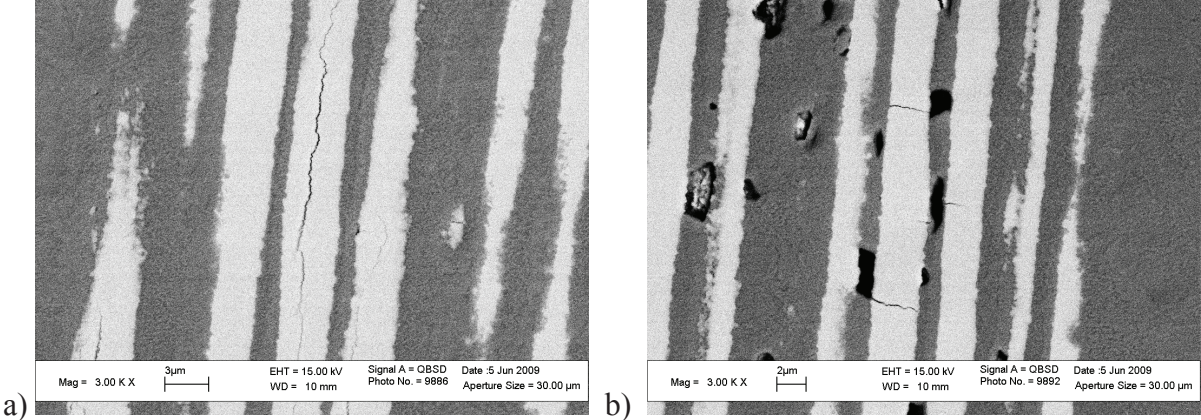 3µm
EHT = 15.00 kV
Signal A = QBSD
Date :5 Jun 2009
Mag = 3.00 K X
WD = 10 mm
Photo No. = 9886
Aperture Size = 30.00 µm
a)
2µm
EHT = 15.00 kV
Signal A = QBSD
Date :5 Jun 2009
Mag = 3.00 K X
WD = 10 mm
Photo No. = 9892
Aperture Size = 30.00 µm
b)